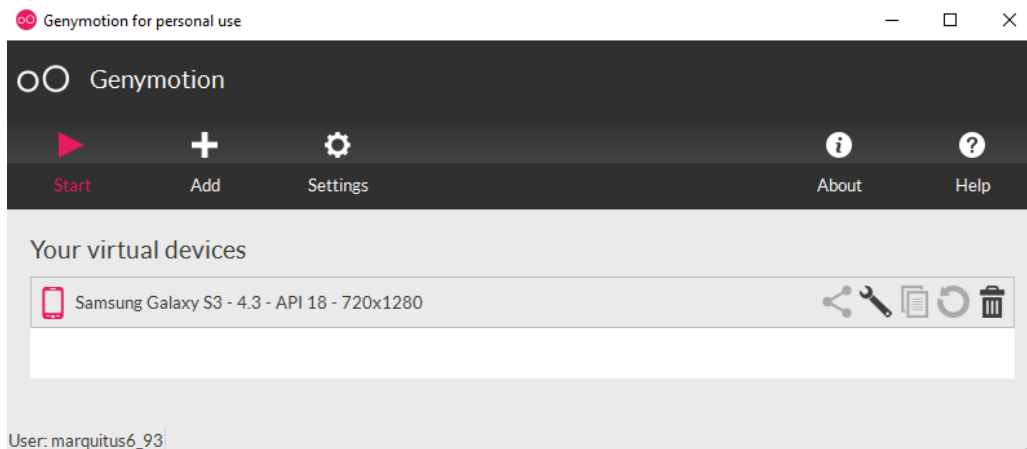 Genymotion for personal use
Genymotion
Start Add Settings About Help
Your virtual devices
Samsung Galaxy S3 - 4.3 - API 18 - 720x1280
User: marquitus6_93